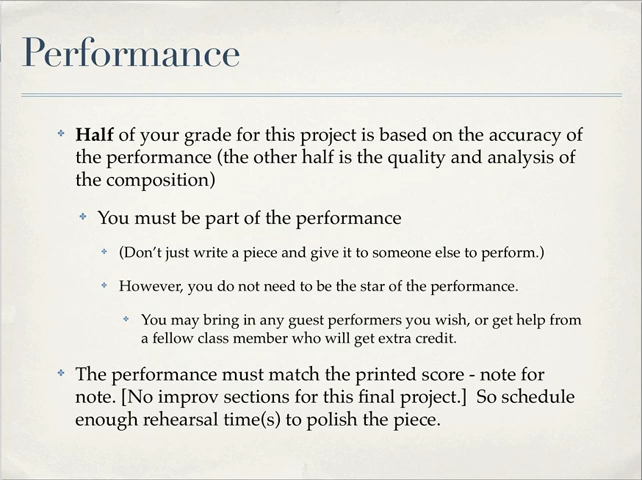 Performance
Half of your grade for this project is based on the accuracy of
the performance (the other half is the quality and analysis of
the composition)
You must be part of the performance
(Don't just write a piece and give it to someone else to perform.)
However, you do not need to be the star of the performance.
You may bring in any guest performers you wish, or get help from
a fellow class member who will get extra credit.
The performance must match the printed score - note for
note. [No improv sections for this final project.] So schedule
enough rehearsal time(s) to polish the piece.